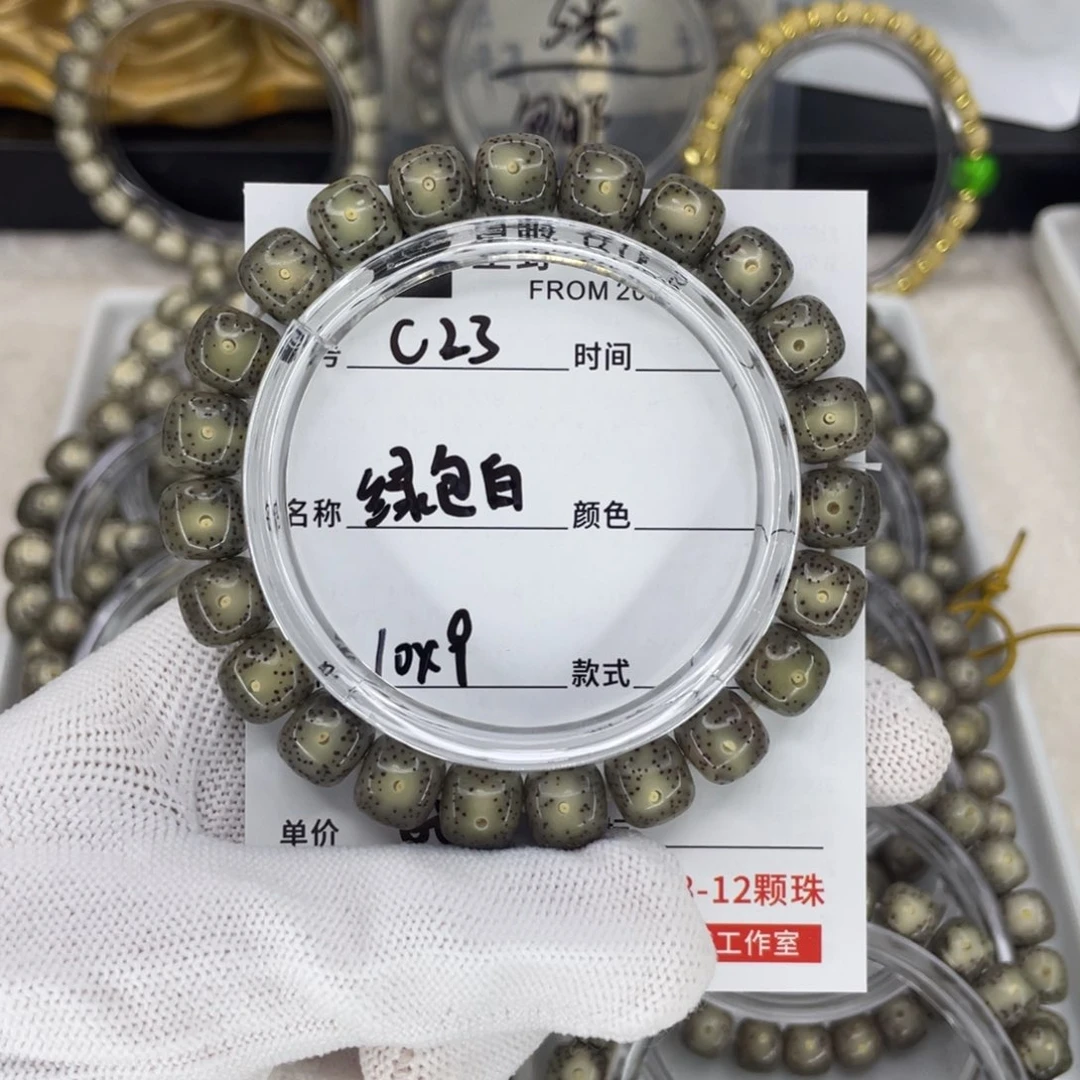 FROM 20
号 C23 时间
名称 绿包白 颜色
10x9 款式
单价
-12颗珠
工作室